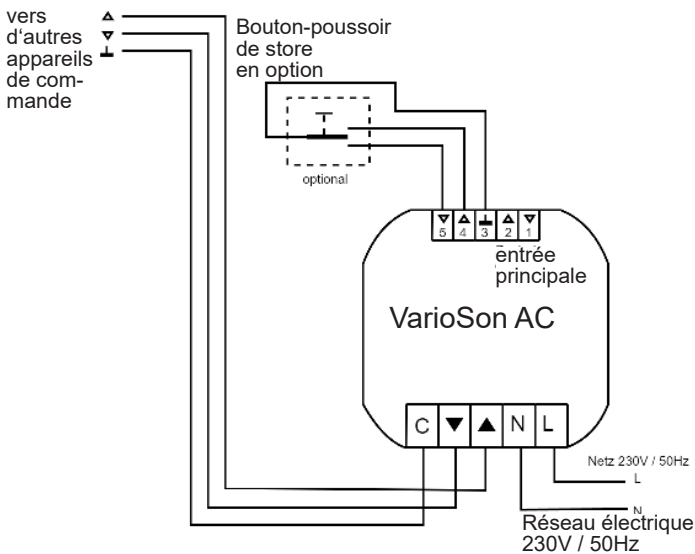 vers
d'autres
appareils
de com-
mande
Bouton-poussoir
de store
en option
optional
5 4 3 2 1
entrée
principale
VarioSon AC
C N L
Netz 230V / 50Hz
L
N
Réseau électrique
230V / 50Hz